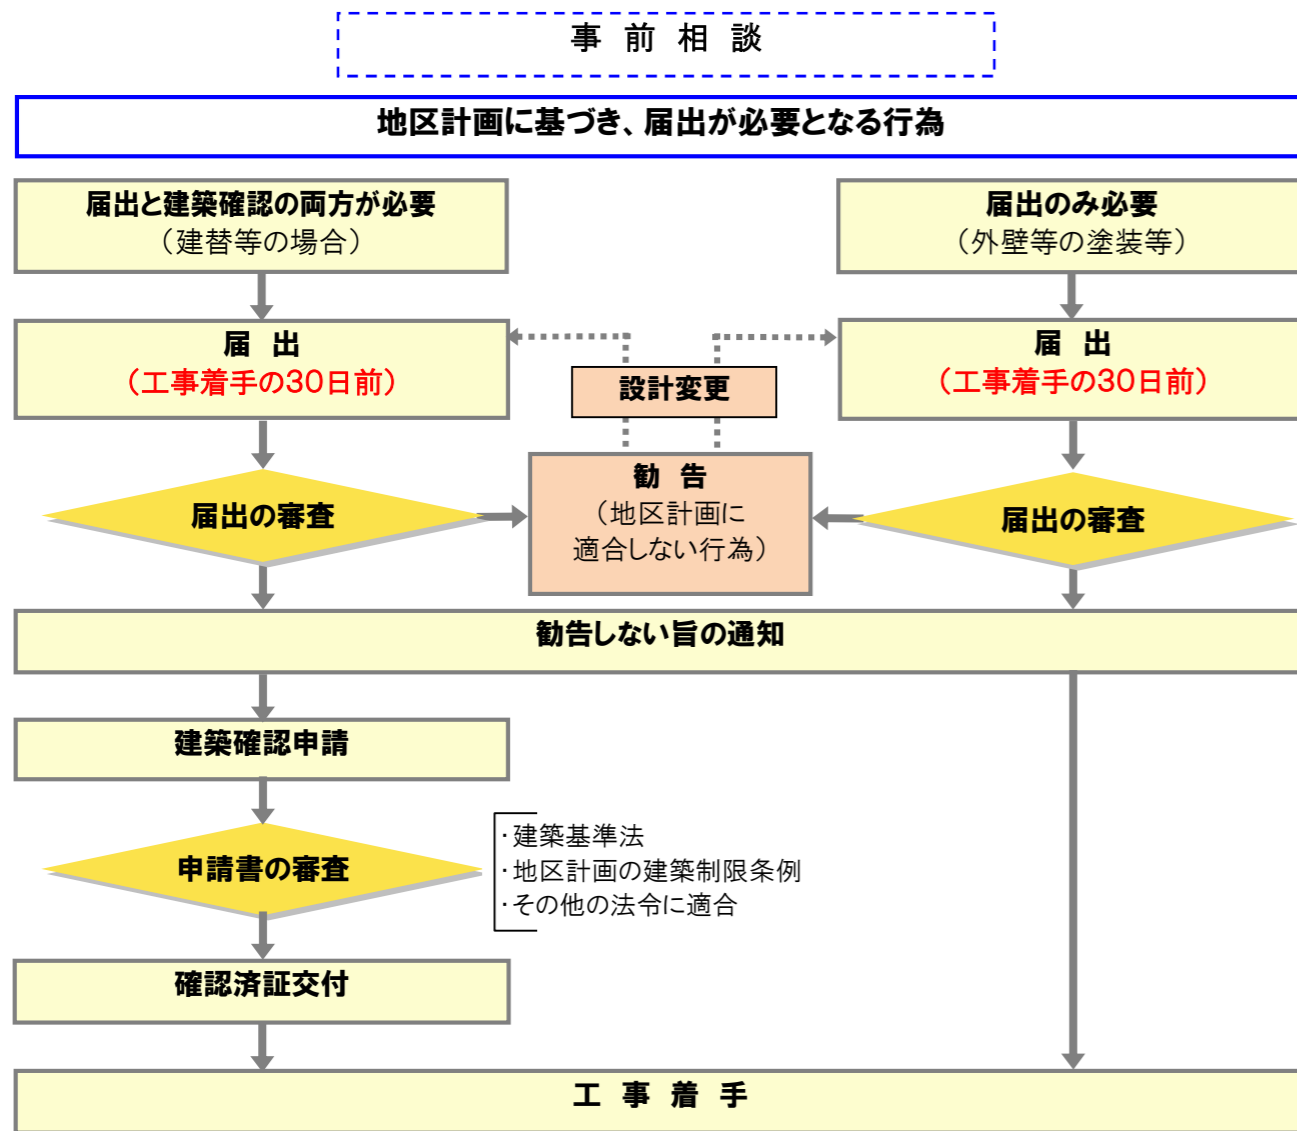 事 前 相 談
地区計画に基づき、届出が必要となる行為
届出と建築確認の両方が必要
（建替等の場合）
届出のみ必要
（外壁等の塗装等）
届 出
（工事着手の30日前）
設計変更
届 出
（工事着手の30日前）
届出の審査
勧 告
（地区計画に
適合しない行為）
届出の審査
勧告しない旨の通知
建築確認申請
申請書の審査
・建築基準法
・地区計画の建築制限条例
・その他の法令に適合
確認済証交付
工 事 着 手